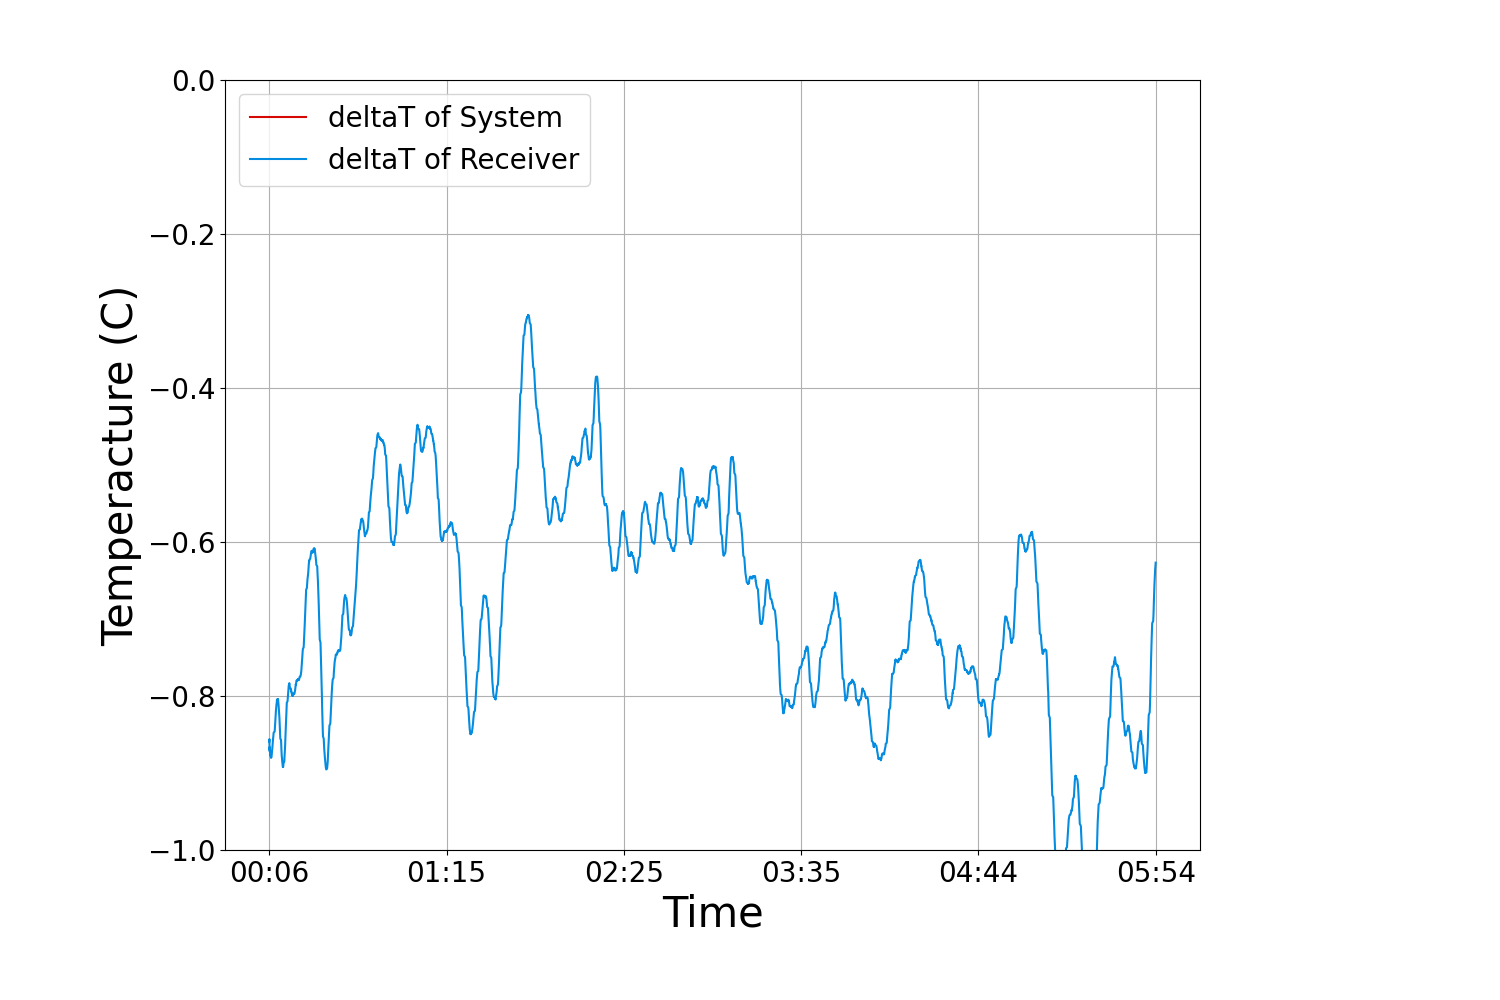 0.0
deltaT of System
deltaT of Receiver
−0.2
−0.4
−0.6
−0.8
−1.0
Temperacture (C)
00:06 01:15 02:25 03:35 04:44 05:54
Time